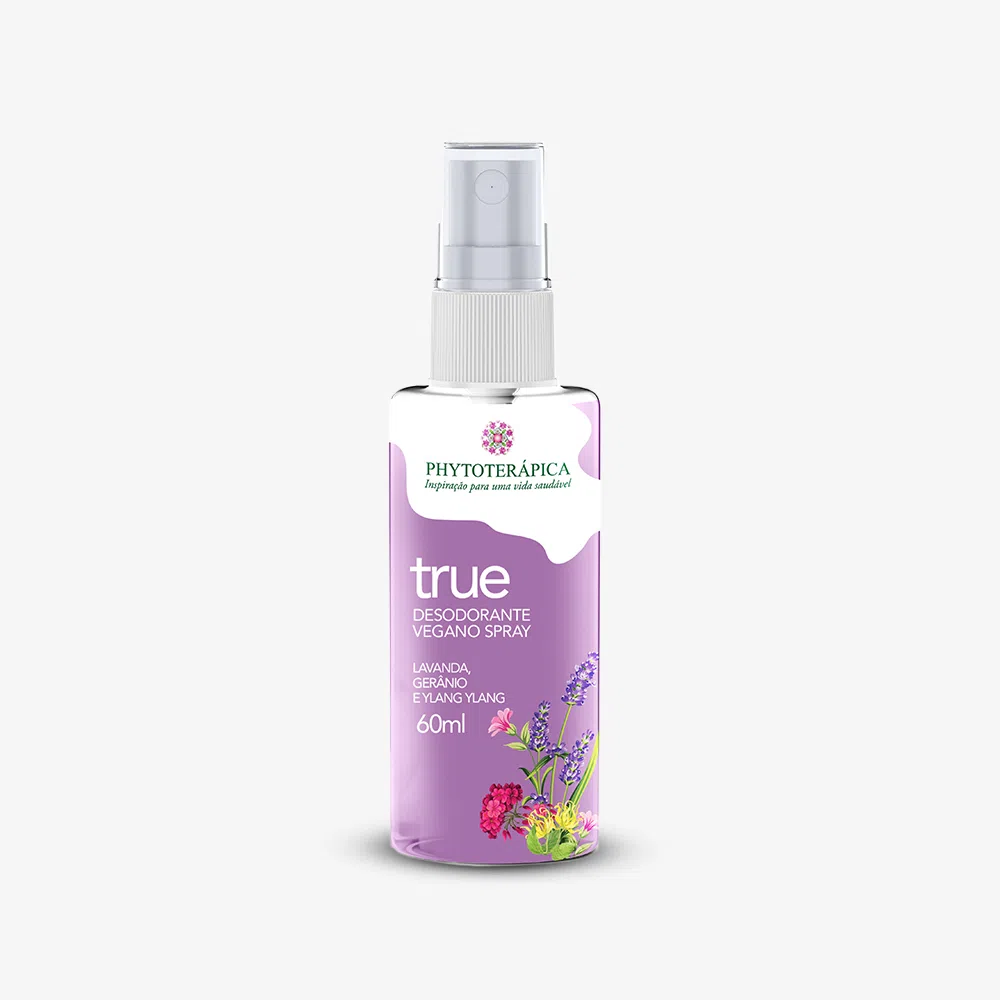 PHYTOTERÁPICA
Inspiração para uma vida saudável
true
DESODORANTE
VEGANO SPRAY
LAVANDA,
GERÂNIO
E YLANG YLANG
60ml